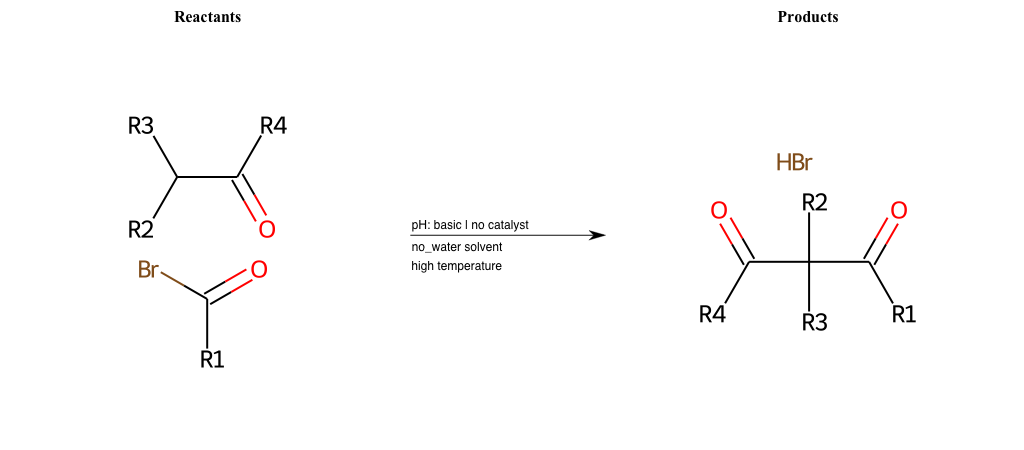 Reactants
Products
R3
R4
R2
O
Br
O
R1
pH: basic | no catalyst
no_water solvent
high temperature
HBr
O
R2
O
R4
R3
R1